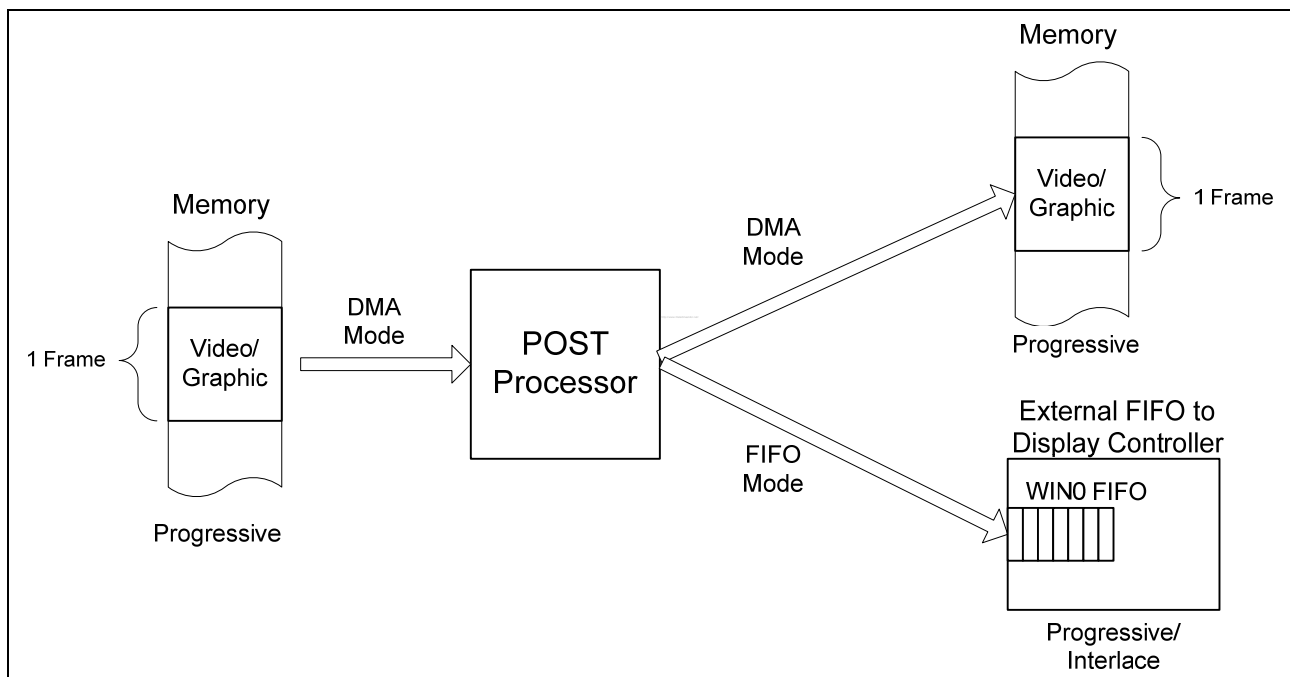 Memory
1 Frame
Video/
Graphic
Progressive
DMA
Mode
POST
Processor
DMA
Mode
FIFO
Mode
Memory
Video/
Graphic
1 Frame
Progressive
External FIFO to
Display Controller
WIN0 FIFO
Progressive/
Interlace